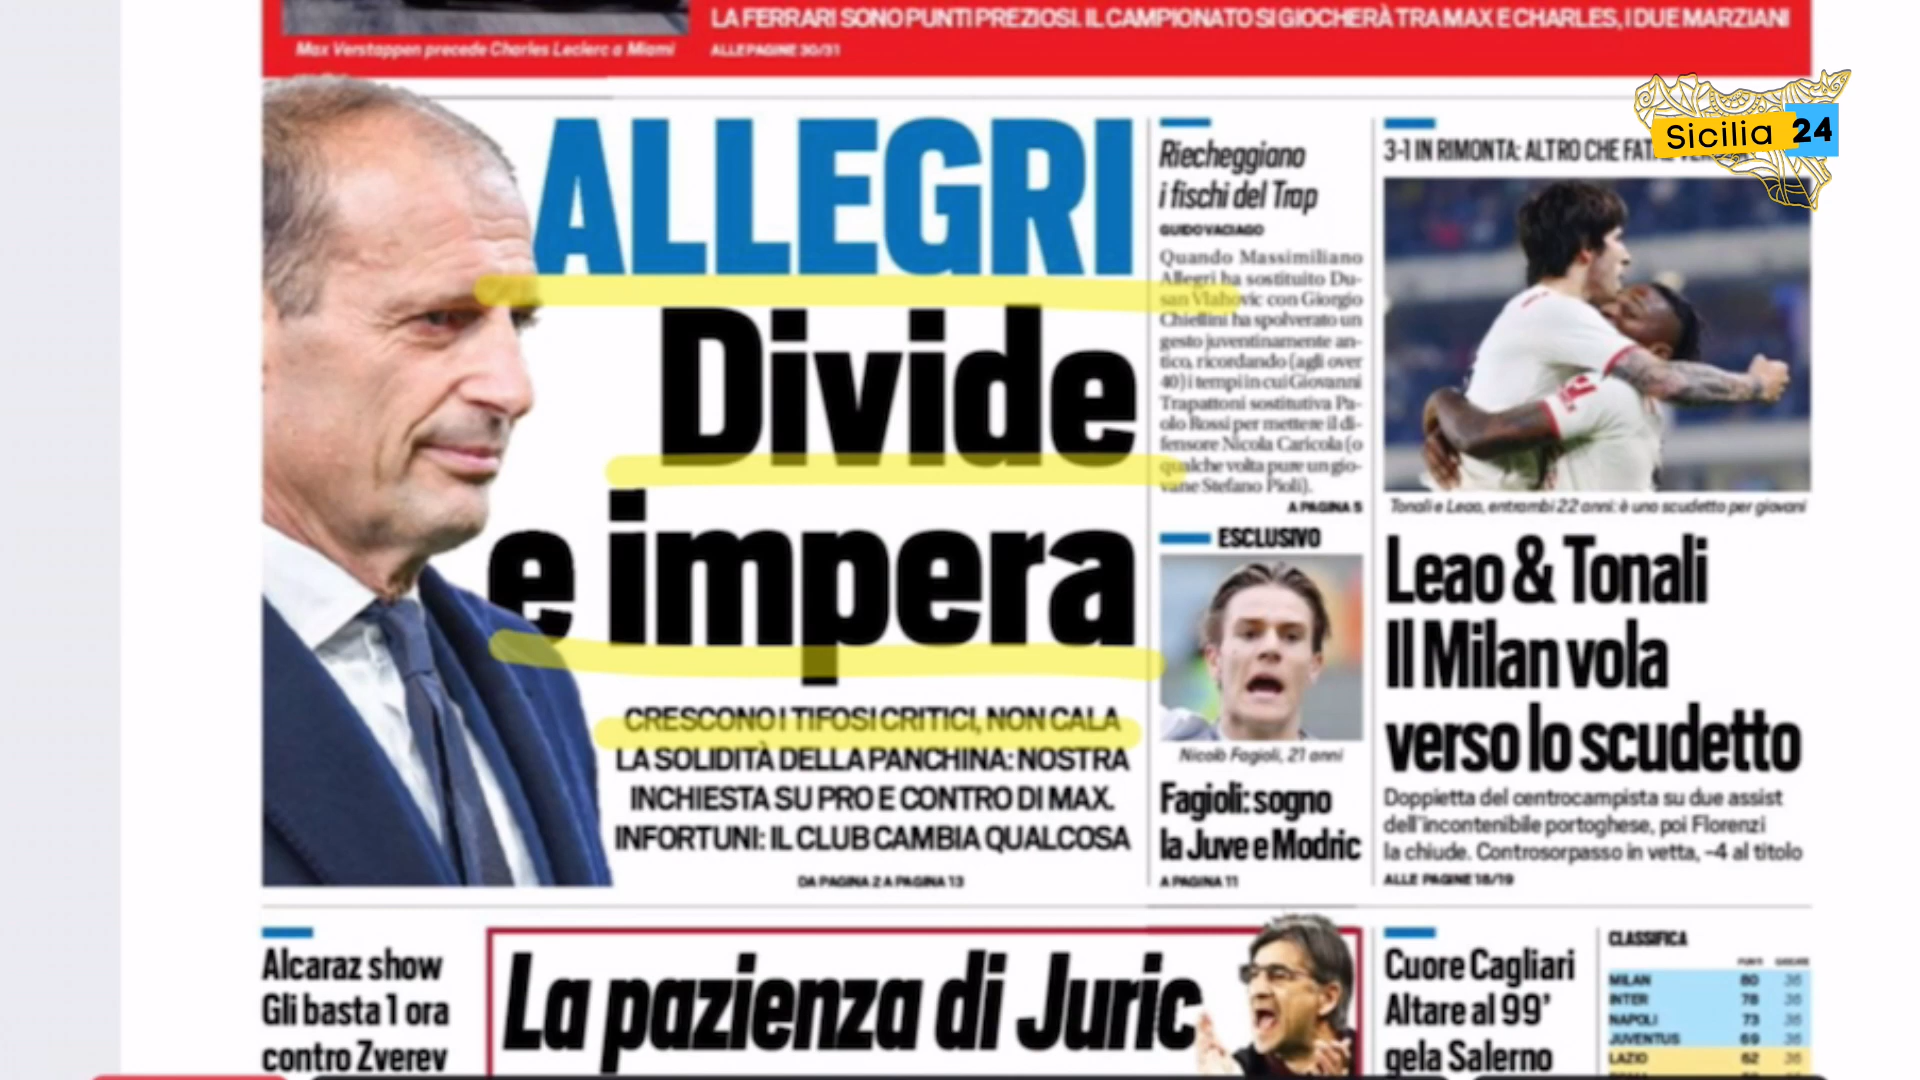 LA FERRARI SONO PUNTI PREZIOSI. IL CAMPIONATO SI GIOCHERÀ TRA MAX E CHARLES, I DUE MARZIANI
Max Verstappen precede Charles Leclerc a Miami
ALLE PAGINE 30/31
Sicilia 24
ALLEGRI
Divide
e impera
CRESCONO I TIFOSI CRITICI, NON CALA
LA SOLIDITÀ DELLA PANCHINA: NOSTRA
INCHIESTA SU PRO E CONTRO DI MAX.
INFORTUNI: IL CLUB CAMBIA QUALCOSA
DA PAGINA 2 A PAGINA 13
Riecheggiano
i fischi del Trap
GUIDO VACIAGO
Quando Massimiliano
Allegri ha sostituito Du-
san Vlahovic con Giorgio
Chiellini ha spolverato un
gesto juventinamente an-
tico, ricordando (agli over
40) i tempi in cui Giovanni
Trapattoni sostitutiva Pa-
olo Rossi per mettere il di-
fensore Nicola Caricola (o
qualche volta pure un gio-
vane Stefano Pioli).
A PAGINA 5
ESCLUSIVO
Nicolò Fagioli, 21 anni
Fagioli: sogno
la Juve e Modric
A PAGINA 11
3-1 IN RIMONTA: ALTRO CHE
Tonali e Leao, entrambi 22 anni: è uno scudetto per giovani
Leao & Tonali
Il Milan vola
verso lo scudetto
Doppietta del centrocampista su due assist
dell'incontenibile portoghese, poi Florenzi
la chiude. Controsorpasso in vetta, -4 al titolo
ALLE PAGINE 18/19
Alcaraz show
Gli basta 1 ora
contro Zverev
La pazienza di Juric
Cuore Cagliari
Altare al 99'
gela Salerno
CLASSIFICA
PUNTI GIOCATE
MILAN 80 36
INTER 78 36
NAPOLI 73 36
JUVENTUS 69 36
LAZIO 62 36